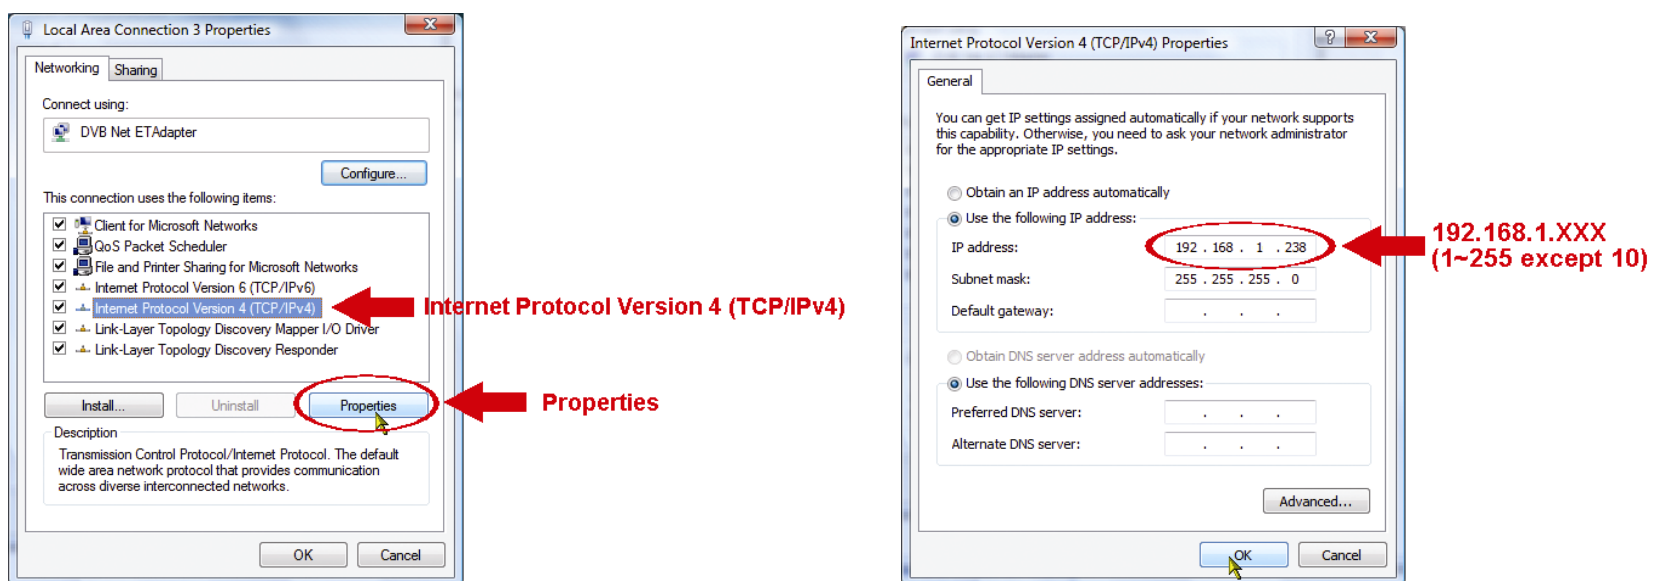 Local Area Connection 3 Properties
Networking
Sharing
Connect using:
DVB Net ETAdapter
Configure...
This connection uses the following items:
Client for Microsoft Networks
QoS Packet Scheduler
File and Printer Sharing for Microsoft Networks
Internet Protocol Version 6 (TCP/IPv6)
Internet Protocol Version 4 (TCP/IPv4)
Link-Layer Topology Discovery Mapper I/O Driver
Link-Layer Topology Discovery Responder
Install...
Uninstall
Properties
Description
Transmission Control Protocol/Internet Protocol. The default
wide area network protocol that provides communication
across diverse interconnected networks.
OK
Cancel
Internet Protocol Version 4 (TCP/IPv4)
Properties
Internet Protocol Version 4 (TCP/IPv4) Properties
General
You can get IP settings assigned automatically if your network supports
this capability. Otherwise, you need to ask your network administrator
for the appropriate IP settings.
Obtain an IP address automatically
Use the following IP address:
IP address: 192 . 168 . 1 . 238
Subnet mask: 255 . 255 . 255 . 0
Default gateway: . . .
Obtain DNS server address automatically
Use the following DNS server addresses:
Preferred DNS server: . . .
Alternate DNS server: . . .
Advanced...
OK
Cancel
192.168.1.XXX
(1~255 except 10)